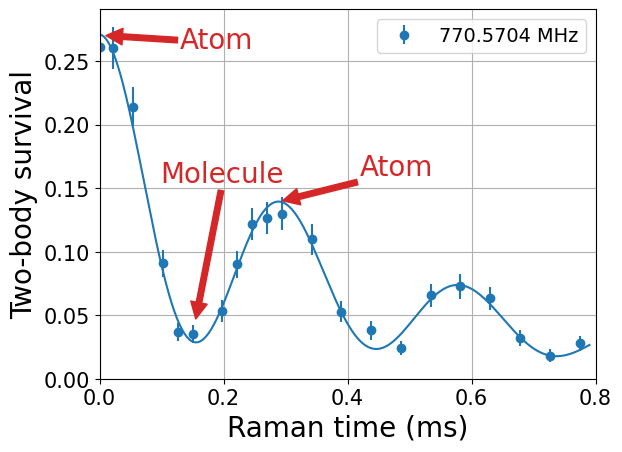 770.5704 MHz
Atom
Molecule
Atom
Two-body survival
0.25
0.20
0.15
0.10
0.05
0.00
0.0 0.2 0.4 0.6 0.8
Raman time (ms)